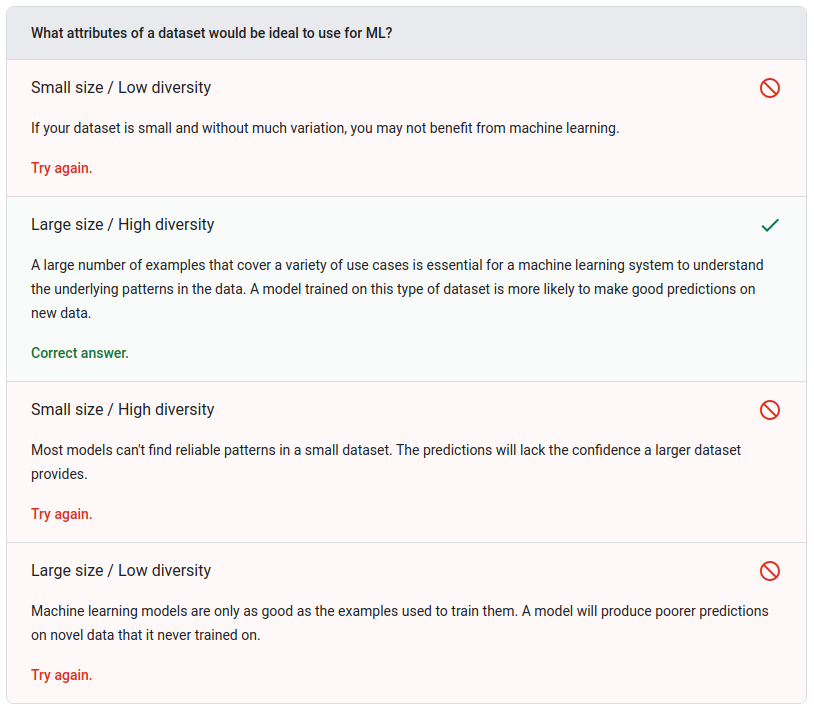 What attributes of a dataset would be ideal to use for ML?
Small size / Low diversity
If your dataset is small and without much variation, you may not benefit from machine learning.
Try again.
Large size / High diversity
A large number of examples that cover a variety of use cases is essential for a machine learning system to understand
the underlying patterns in the data. A model trained on this type of dataset is more likely to make good predictions on
new data.
Correct answer.
Small size / High diversity
Most models can't find reliable patterns in a small dataset. The predictions will lack the confidence a larger dataset
provides.
Try again.
Large size / Low diversity
Machine learning models are only as good as the examples used to train them. A model will produce poorer predictions
on novel data that it never trained on.
Try again.